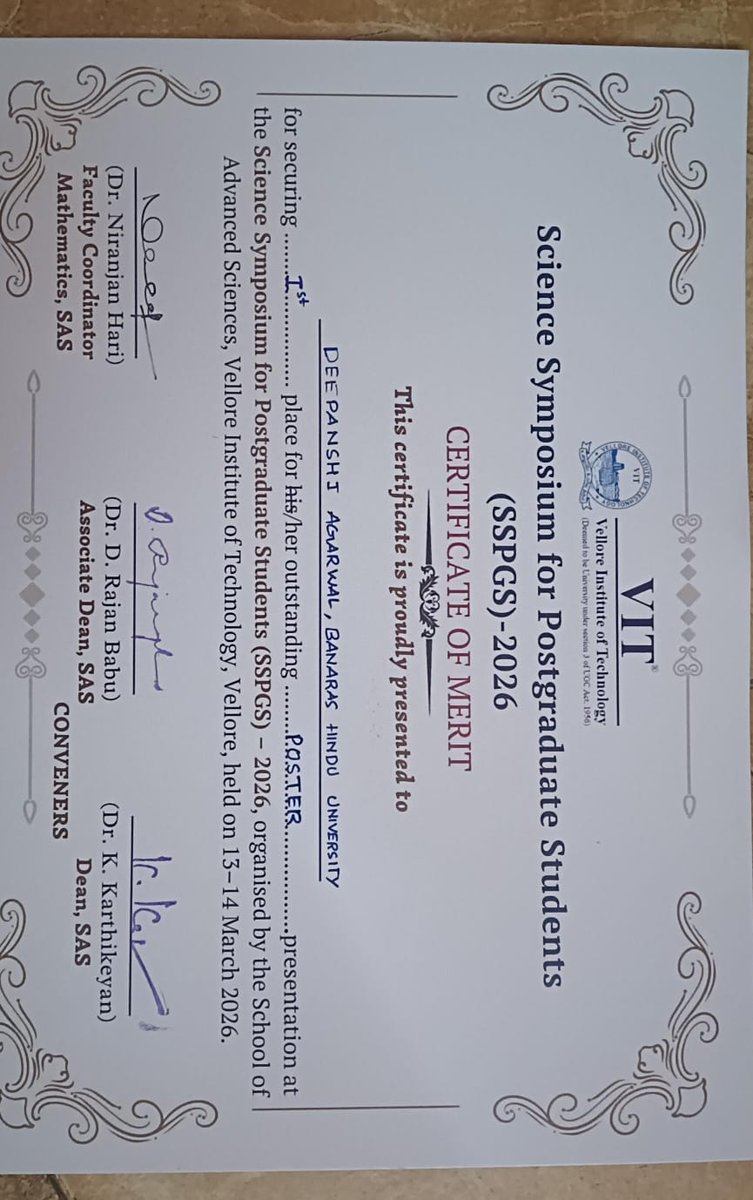 VIT®
Vellore Institute of Technology
(Deemed to be University under section 3 of UGC Act, 1956)
Science Symposium for Postgraduate Students
(SSPGS)-2026
CERTIFICATE OF MERIT
This certificate is proudly presented to
DEEPANSHI AGARWAL, BANARAS HINDU UNIVERSITY
for securing ........Ist................ place for his/her outstanding ........POSTER..................presentation at
the Science Symposium for Postgraduate Students (SSPGS) – 2026, organised by the School of
Advanced Sciences, Vellore Institute of Technology, Vellore, held on 13–14 March 2026.
(Dr. Niranjan Hari)
Faculty Coordinator
Mathematics, SAS
(Dr. D. Rajan Babu)
Associate Dean, SAS
(Dr. K. Karthikeyan)
Dean, SAS
CONVENERS